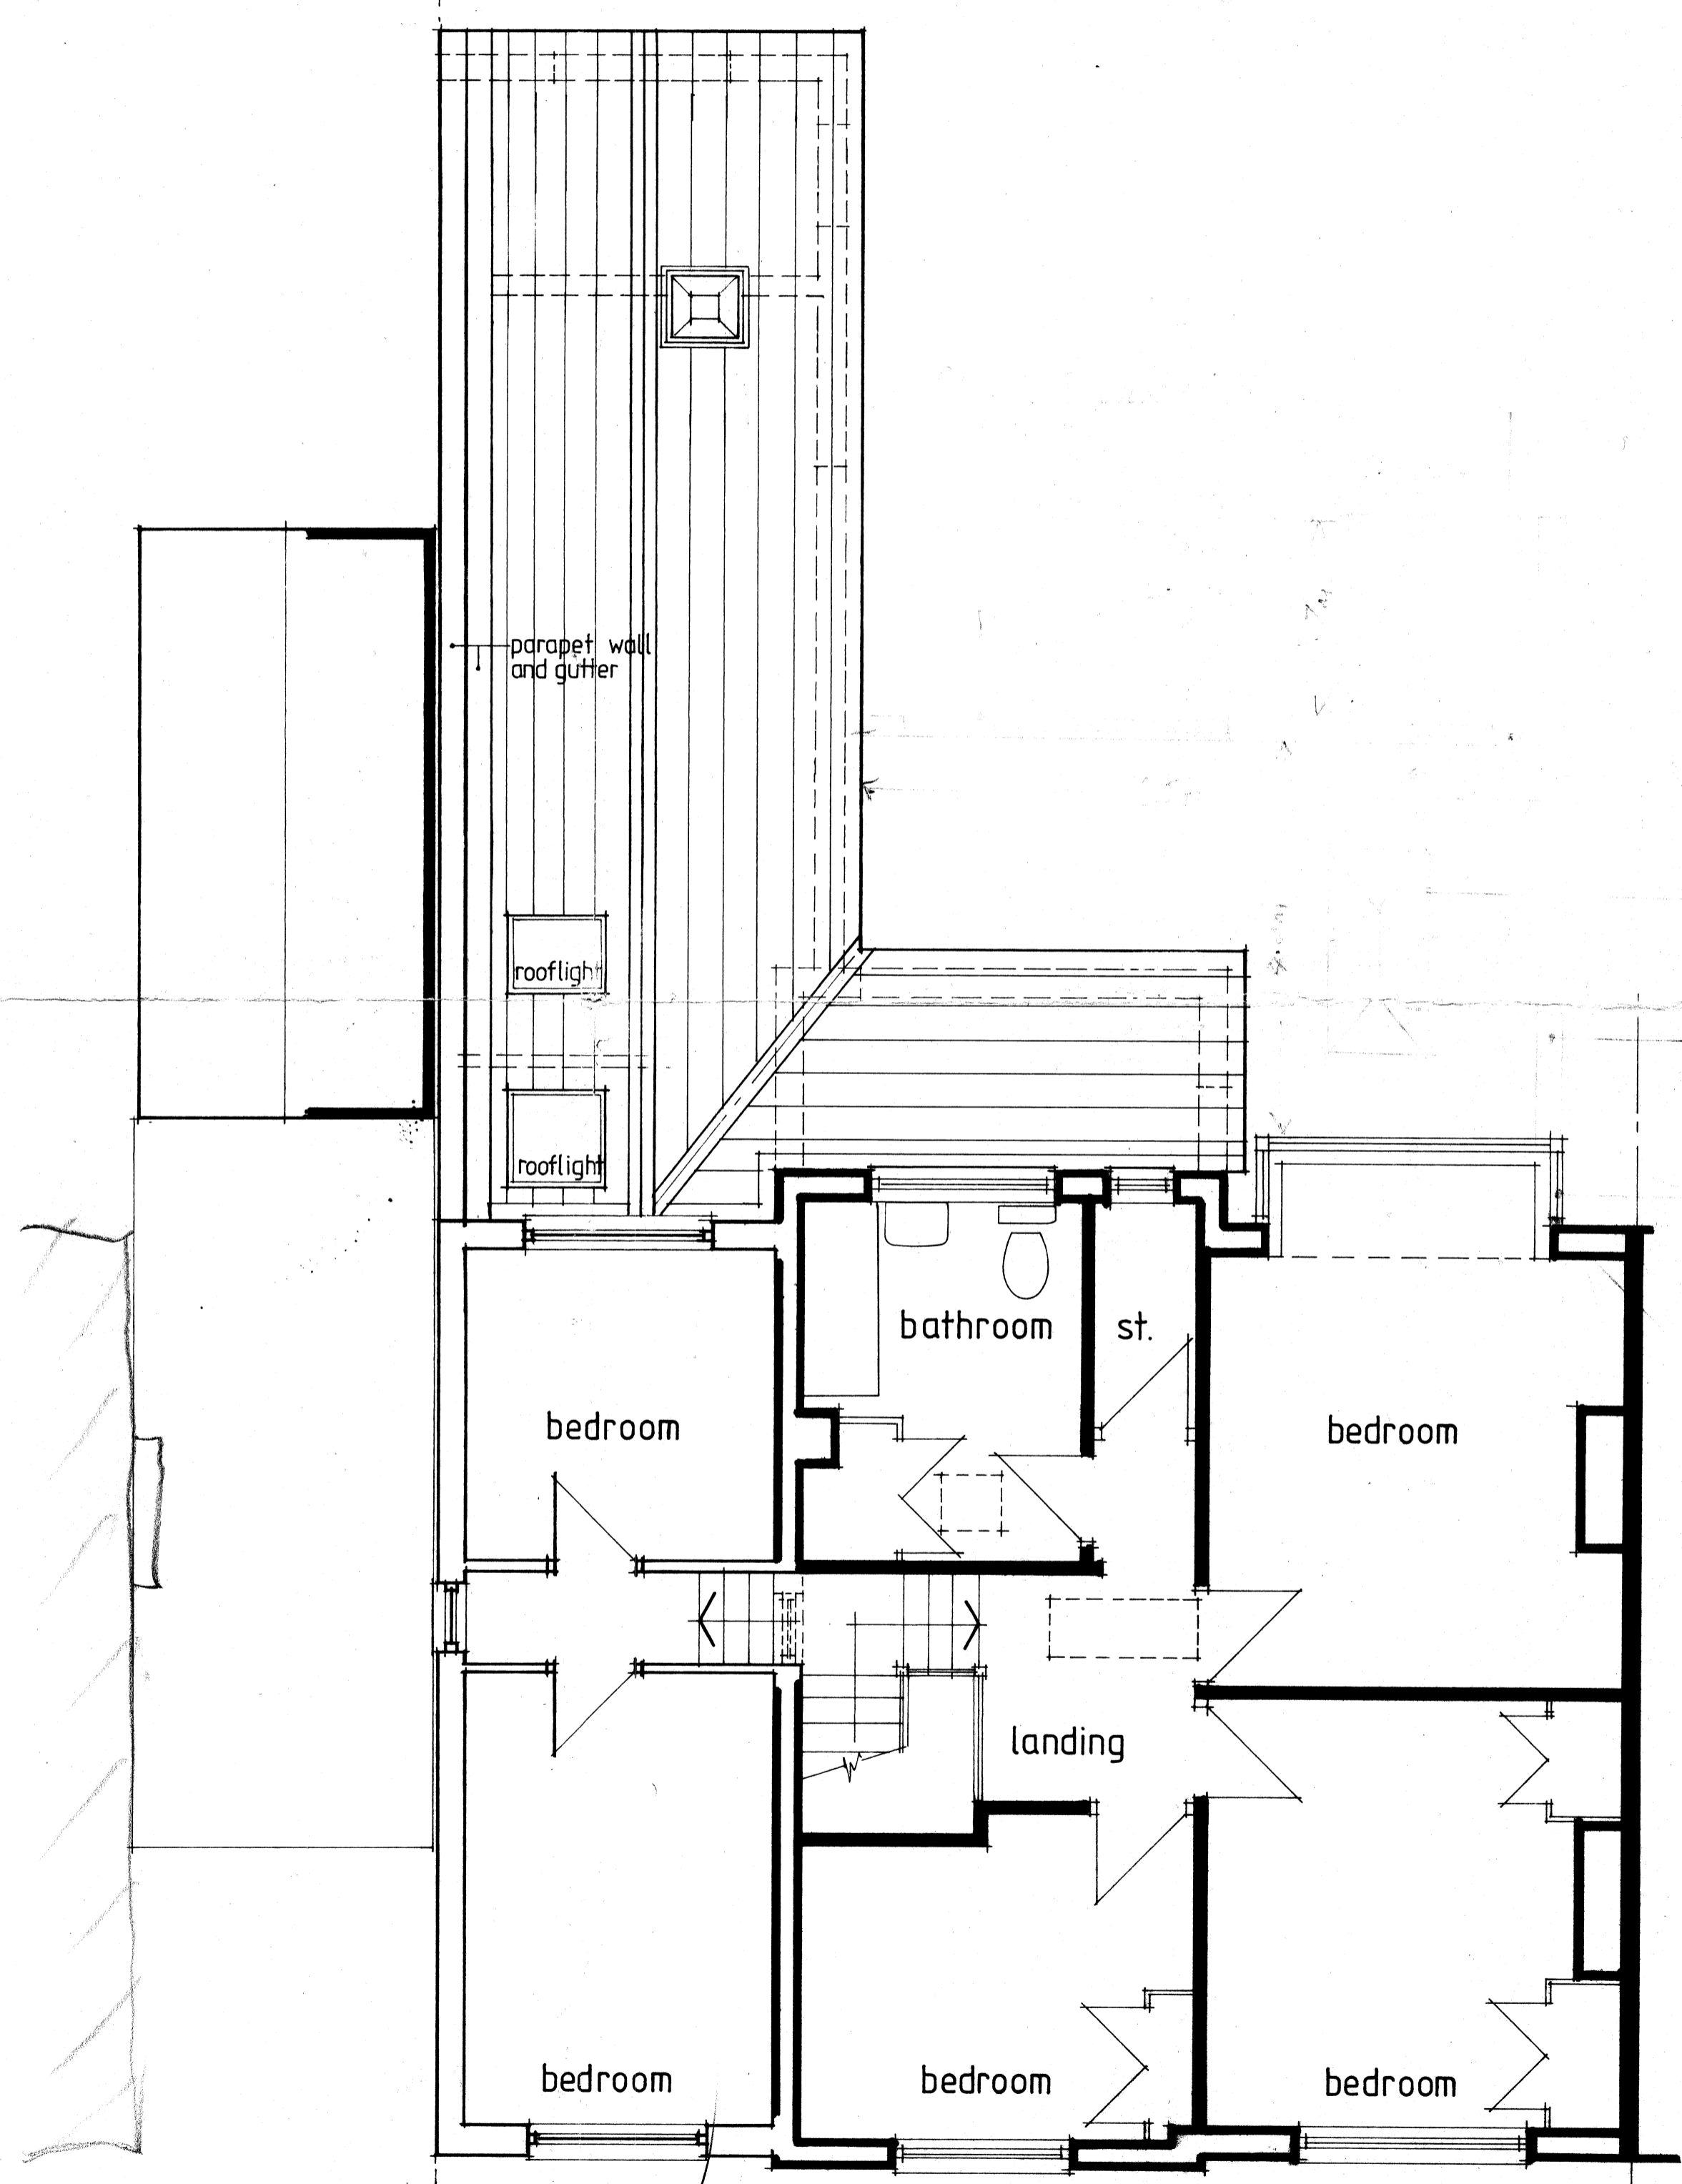 parapet wall
and gutter
rooflight
rooflight
bathroom
st.
bedroom
bedroom
landing
bedroom
bedroom
bedroom